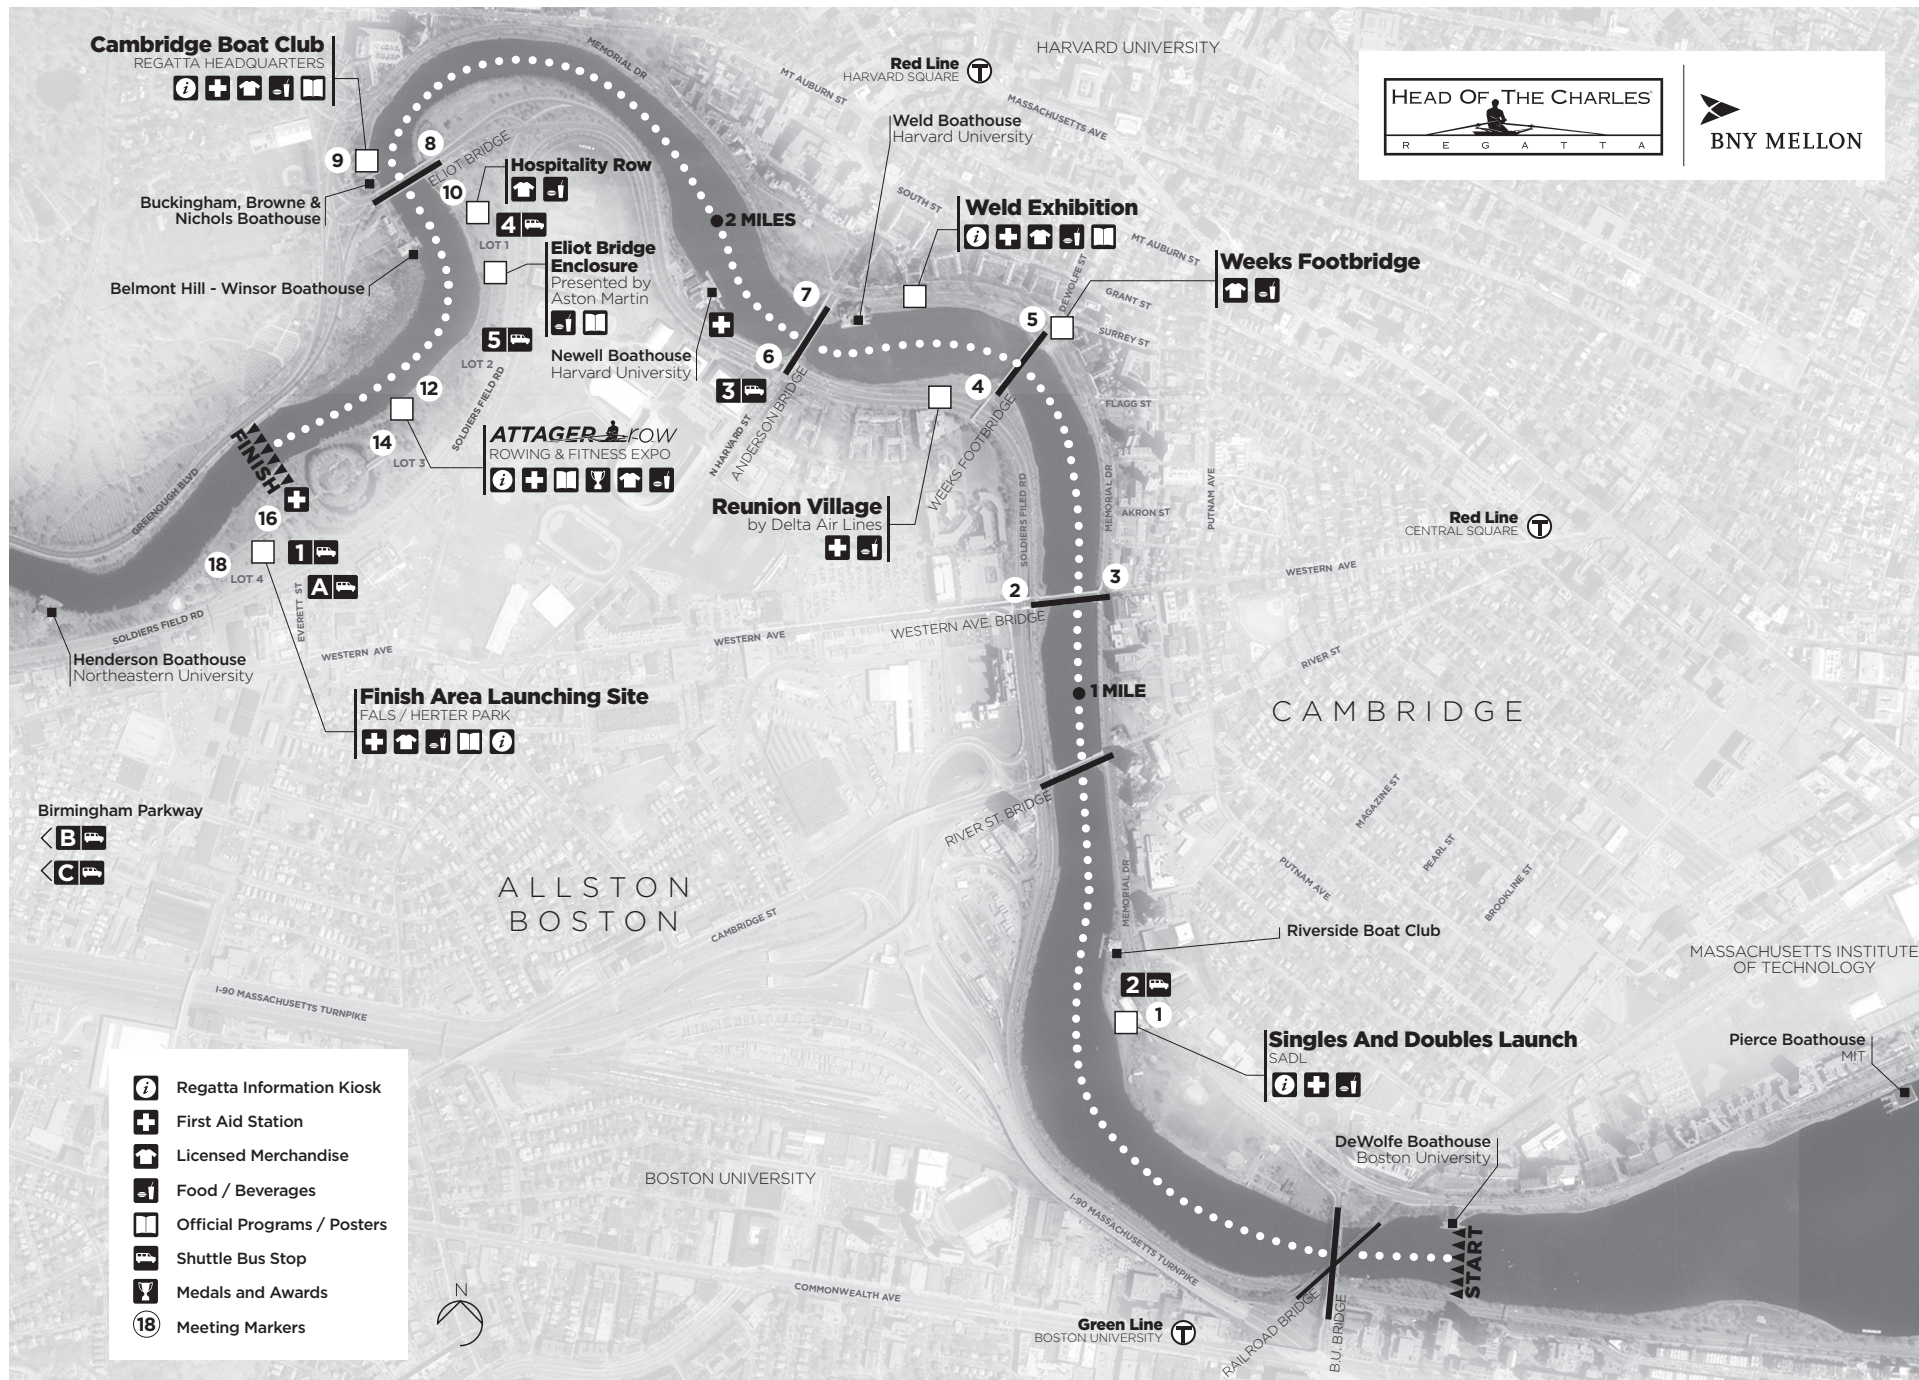 Cambridge Boat Club
REGATTA HEADQUARTERS
i
9
8
ELIOT BRIDGE
10
Buckingham, Browne &
Nichols Boathouse
Belmont Hill - Winsor Boathouse
Hospitality Row
4
LOT 1
Eliot Bridge
Enclosure
Presented by
Aston Martin
5
LOT 2
SOLDIERS FIELD RD
12
14
LOT 3
ATTAGER row
ROWING & FITNESS EXPO
i
FINISH
GREENOUGH BLVD
16
18
LOT 4
1
A
EVERETT ST
SOLDIERS FIELD RD
WESTERN AVE
Henderson Boathouse
Northeastern University
Finish Area Launching Site
FALS / HERTER PARK
i
Birmingham Parkway
B
C
MEMORIAL DR
2 MILES
Newell Boathouse
Harvard University
3
N HARVARD ST
ANDERSON BRIDGE
6
7
Red Line
HARVARD SQUARE
T
HARVARD UNIVERSITY
MT AUBURN ST
MASSACHUSETTS AVE
Weld Boathouse
Harvard University
SOUTH ST
Weld Exhibition
i
MT AUBURN ST
DEWOLFE ST
GRANT ST
SURREY ST
FLAGG ST
Weeks Footbridge
5
4
WEEKS FOOTBRIDGE
Reunion Village
by Delta Air Lines
SOLDIERS FILED RD
MEMORIAL DR
AKRON ST
PUTNAM AVE
Red Line
CENTRAL SQUARE
T
2
3
WESTERN AVE. BRIDGE
WESTERN AVE
WESTERN AVE
RIVER ST
1 MILE
CAMBRIDGE
RIVER ST. BRIDGE
MAGAZINE ST
PEARL ST
PUTNAM AVE
BROOKLINE ST
MEMORIAL DR
ALLSTON
BOSTON
CAMBRIDGE ST
I-90 MASSACHUSETTS TURNPIKE
Riverside Boat Club
2
1
Singles And Doubles Launch
SADL
i
MASSACHUSETTS INSTITUTE
OF TECHNOLOGY
Pierce Boathouse
MIT
DeWolfe Boathouse
Boston University
START
BOSTON UNIVERSITY
I-90 MASSACHUSETTS TURNPIKE
COMMONWEALTH AVE
Green Line
BOSTON UNIVERSITY
T
RAILROAD BRIDGE
B.U. BRIDGE
N
i
Regatta Information Kiosk
First Aid Station
Licensed Merchandise
Food / Beverages
Official Programs / Posters
Shuttle Bus Stop
Medals and Awards
18
Meeting Markers
HEAD OF THE CHARLES®
REGATTA
BNY MELLON